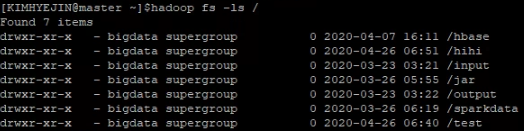 [KIMHYEJIN@master ~]$hadoop fs -ls /
Found 7 items
drwxr-xr-x   - bigdata supergroup          0 2020-04-07 16:11 /hbase
drwxr-xr-x   - bigdata supergroup          0 2020-04-26 06:51 /hihi
drwxr-xr-x   - bigdata supergroup          0 2020-03-23 03:21 /input
drwxr-xr-x   - bigdata supergroup          0 2020-03-26 05:55 /jar
drwxr-xr-x   - bigdata supergroup          0 2020-03-23 03:22 /output
drwxr-xr-x   - bigdata supergroup          0 2020-03-26 06:19 /sparkdata
drwxr-xr-x   - bigdata supergroup          0 2020-04-26 06:40 /test